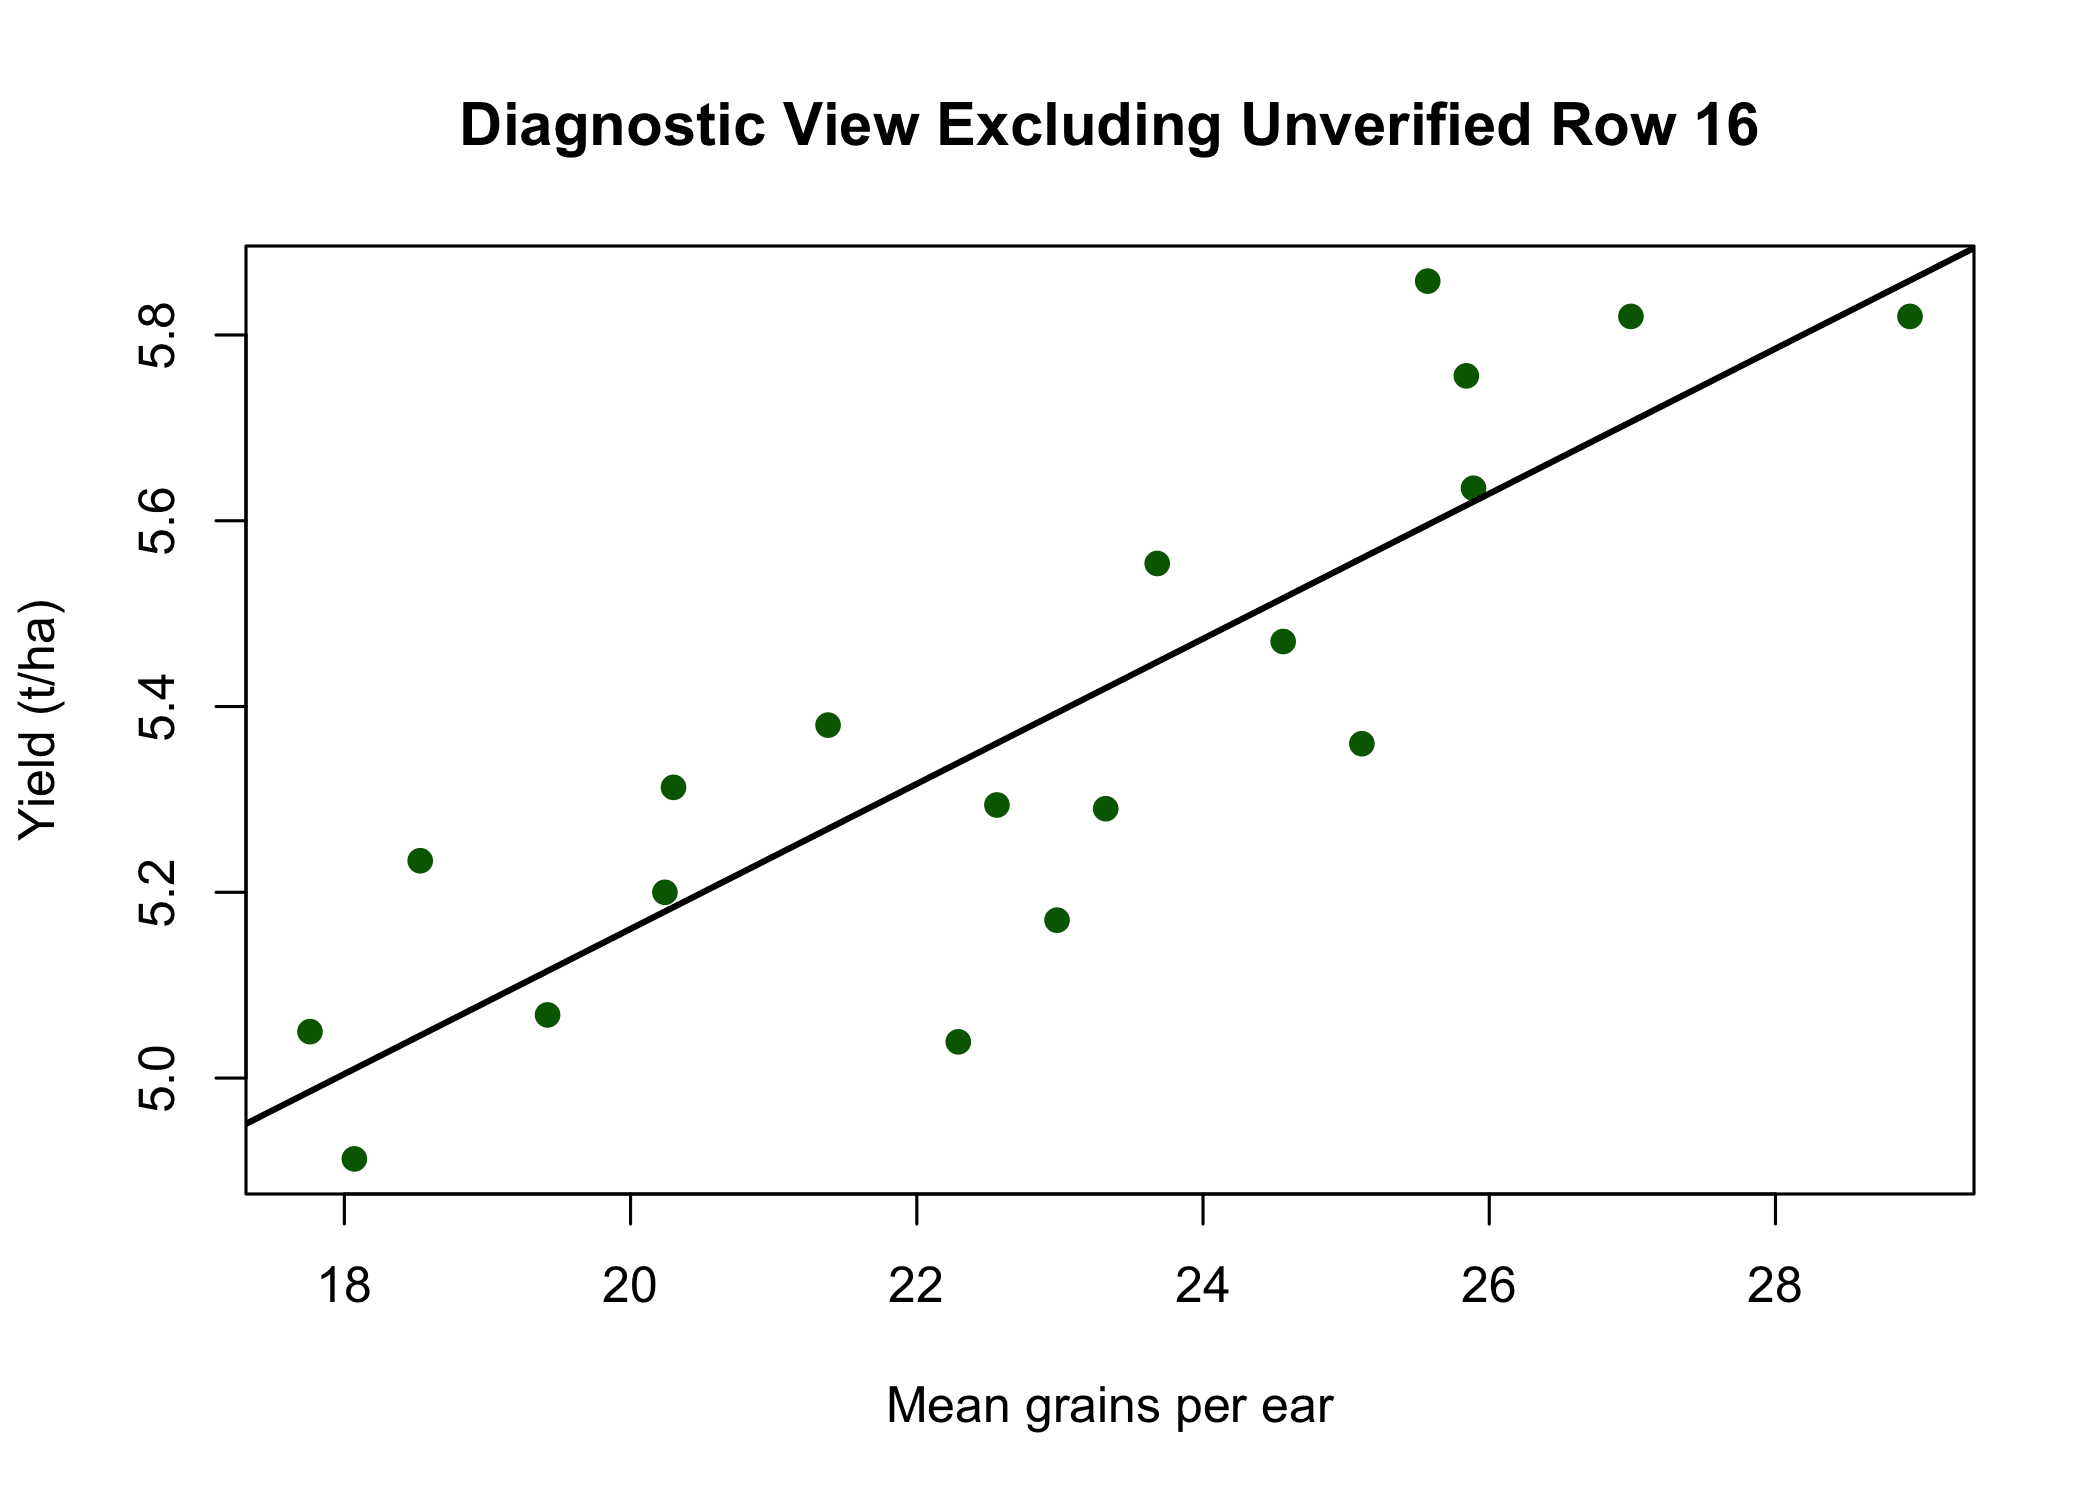 Diagnostic View Excluding Unverified Row 16
Yield (t/ha)
5.8
5.6
5.4
5.2
5.0
18 20 22 24 26 28
Mean grains per ear